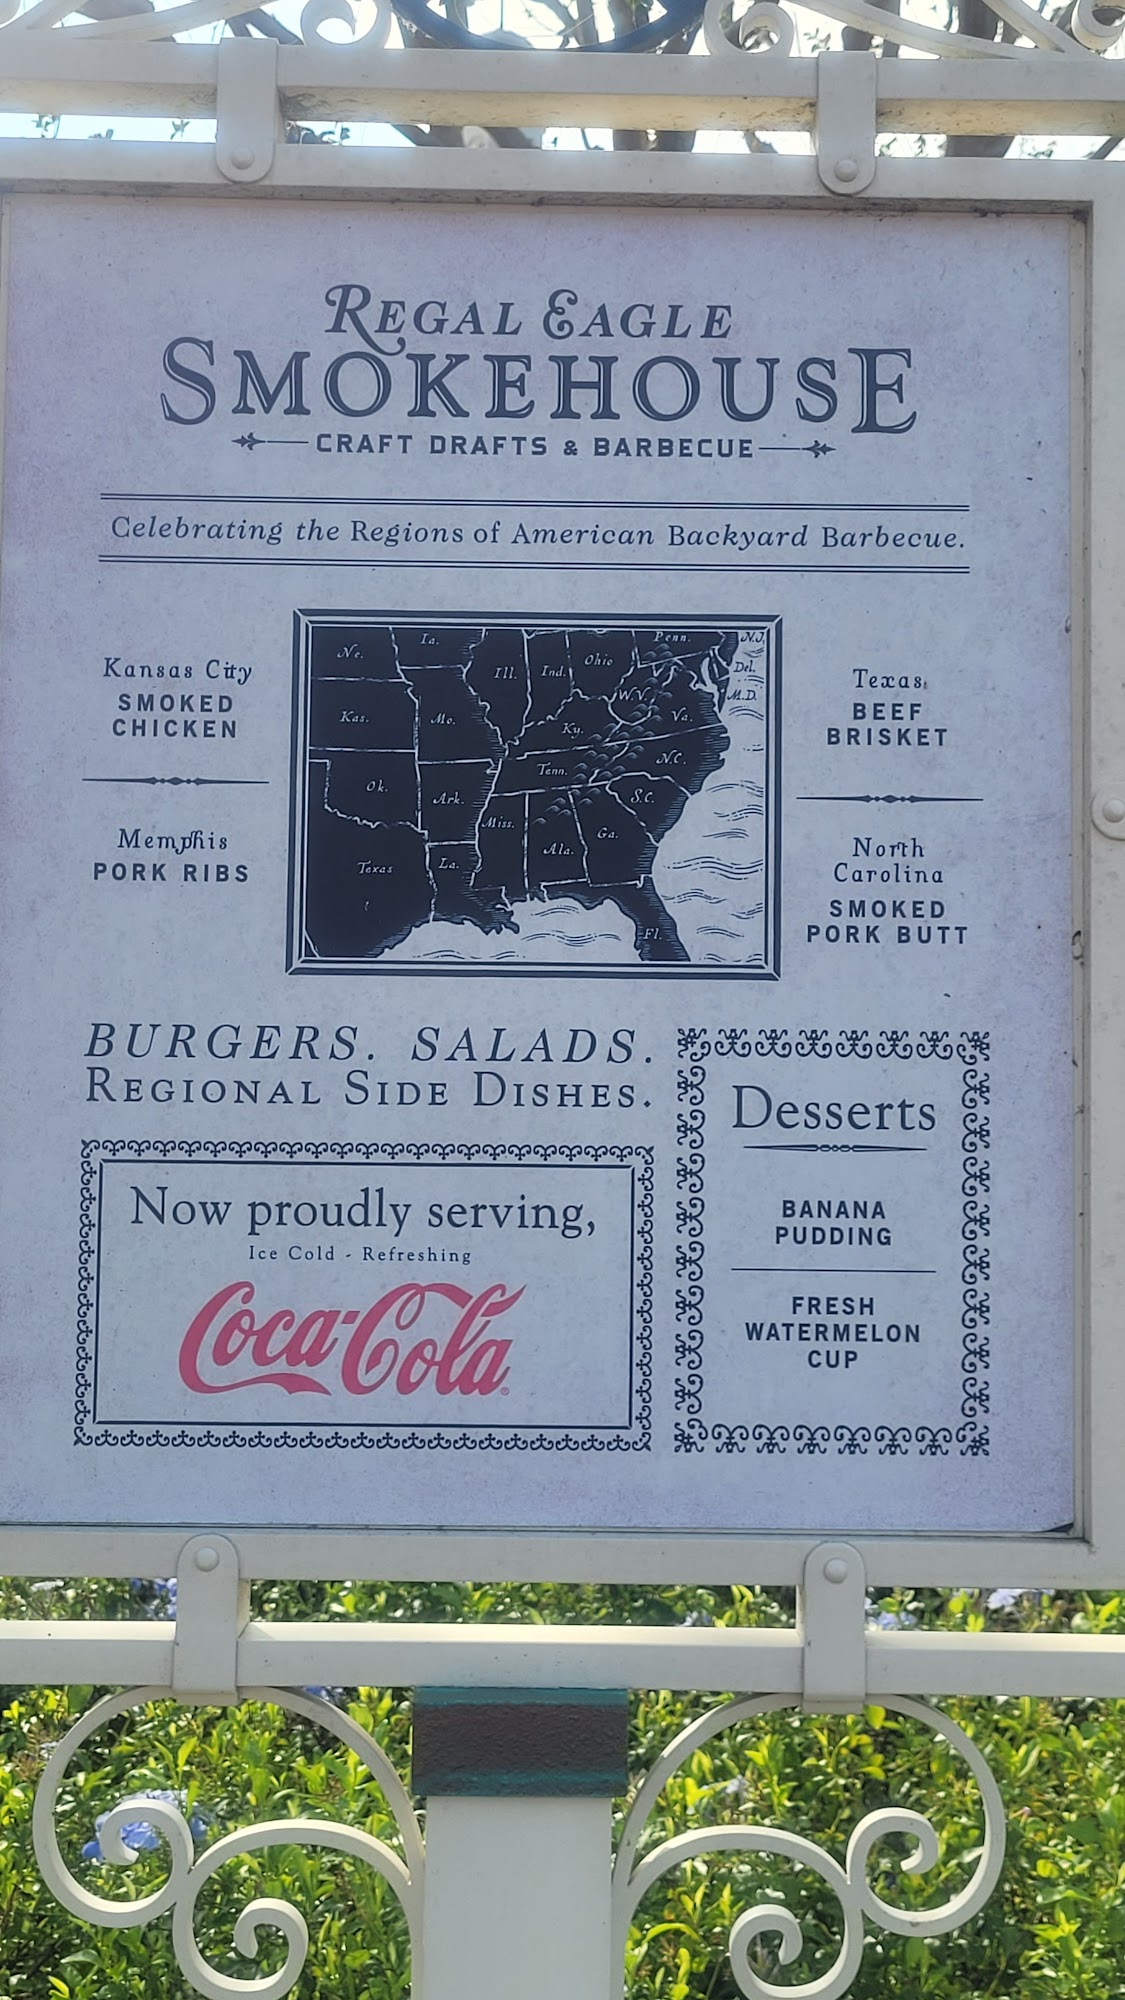 Regal Eagle
Smokehouse
CRAFT DRAFTS & BARBECUE
Celebrating the Regions of American Backyard Barbecue.
Kansas City
SMOKED
CHICKEN
Memphis
PORK RIBS
Ne.
Ia.
Ill.
Ind.
Ohio
Penn.
N.J.
Del.
M.D.
W.V.
Va.
Kas.
Mo.
Ky.
N.C.
Tenn.
Ok.
Ark.
S.C.
Miss.
Ala.
Ga.
Texas
La.
Fl.
Texas
BEEF
BRISKET
North
Carolina
SMOKED
PORK BUTT
BURGERS. SALADS.
Regional Side Dishes.
Now proudly serving,
Ice Cold - Refreshing
Coca-Cola®
Desserts
BANANA
PUDDING
FRESH
WATERMELON
CUP